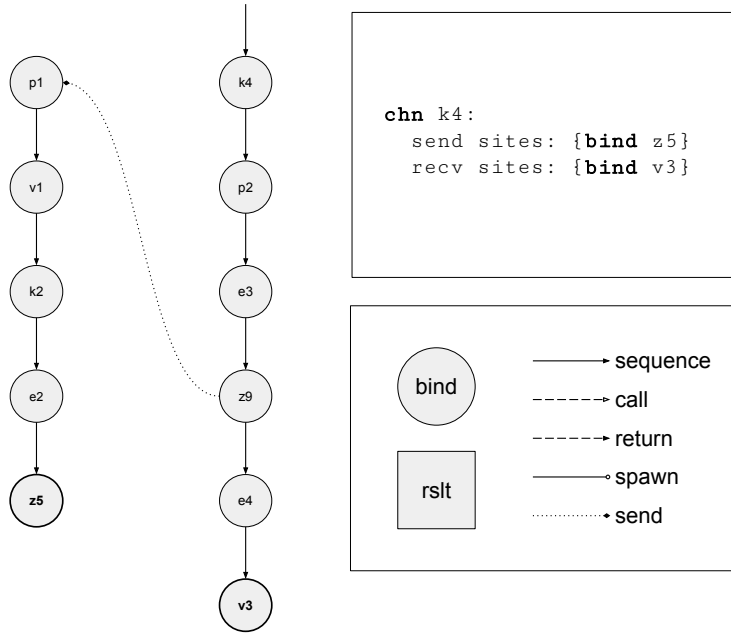 p1
v1
k2
e2
z5
k4
p2
e3
z9
e4
v3
chn k4:
send sites: {bind z5}
recv sites: {bind v3}
bind
rslt
sequence
call
return
spawn
send